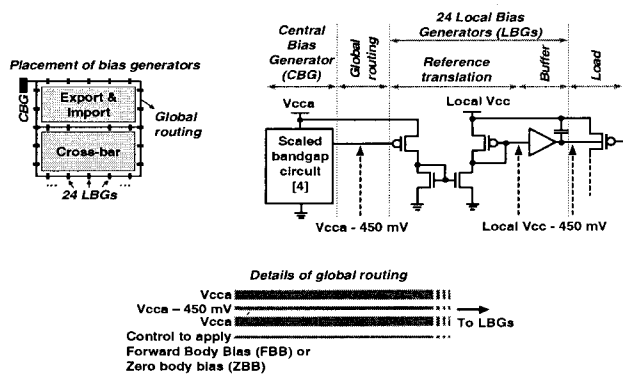 Placement of bias generators
CBG
Export &
Import
Cross-bar
Global
routing
...
...
24 LBGs
Central
Bias
Generator
(CBG)
Global
routing
24 Local Bias
Generators (LBGs)
Reference
translation
Buffer
Load
Vcca
Local Vcc
Scaled
bandgap
circuit
[4]
Vcca - 450 mV
Local Vcc - 450 mV
Details of global routing
Vcca
Vcca – 450 mV
Vcca
Control to apply
Forward Body Bias (FBB) or
Zero body bias (ZBB)
To LBGs